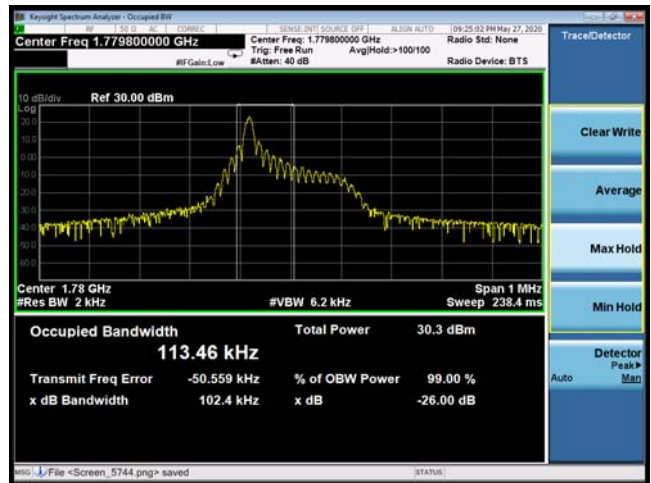 Keysight Spectrum Analyzer - Occupied BW
RF 50 Ω AC CORREC SENSE:INT SOURCE OFF ALIGN AUTO 09:25:02 PM May 27, 2020
Center Freq 1.779800000 GHz Center Freq: 1.779800000 GHz Radio Std: None Trace/Detector
Trig: Free Run Avg|Hold:>100/100
#IFGain:Low #Atten: 40 dB Radio Device: BTS
10 dB/div Ref 30.00 dBm
Log
20.0
10.0
0.00
-10.0
-20.0
-30.0
-40.0
-50.0
-60.0
Center 1.78 GHz Span 1 MHz
#Res BW 2 kHz #VBW 6.2 kHz Sweep 238.4 ms
Occupied Bandwidth Total Power 30.3 dBm
113.46 kHz
Transmit Freq Error -50.559 kHz % of OBW Power 99.00 %
x dB Bandwidth 102.4 kHz x dB -26.00 dB
Clear Write
Average
Max Hold
Min Hold
Detector
Peak▶
Auto Man
MSG File <Screen_5744.png> saved STATUS